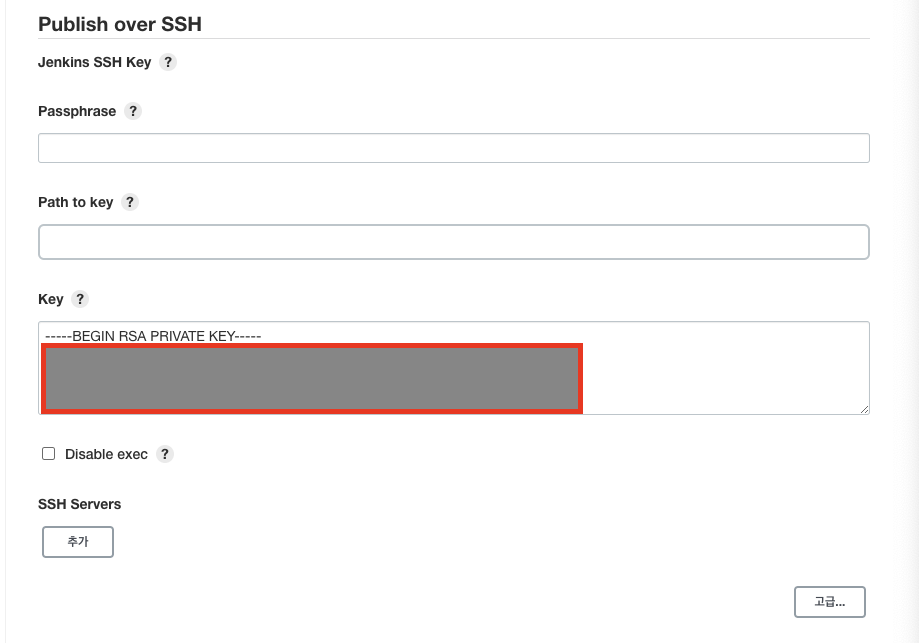 Publish over SSH
Jenkins SSH Key ?
Passphrase ?
Path to key ?
Key ?
-----BEGIN RSA PRIVATE KEY-----
Disable exec ?
SSH Servers
추가
고급...